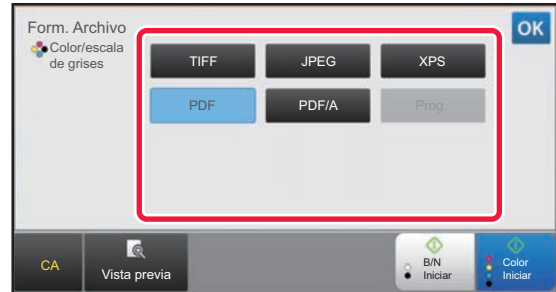 Form. Archivo
OK
Color/escala
de grises
TIFF
JPEG
XPS
PDF
PDF/A
Prog.
CA
Vista previa
B/N
Iniciar
Color
Iniciar